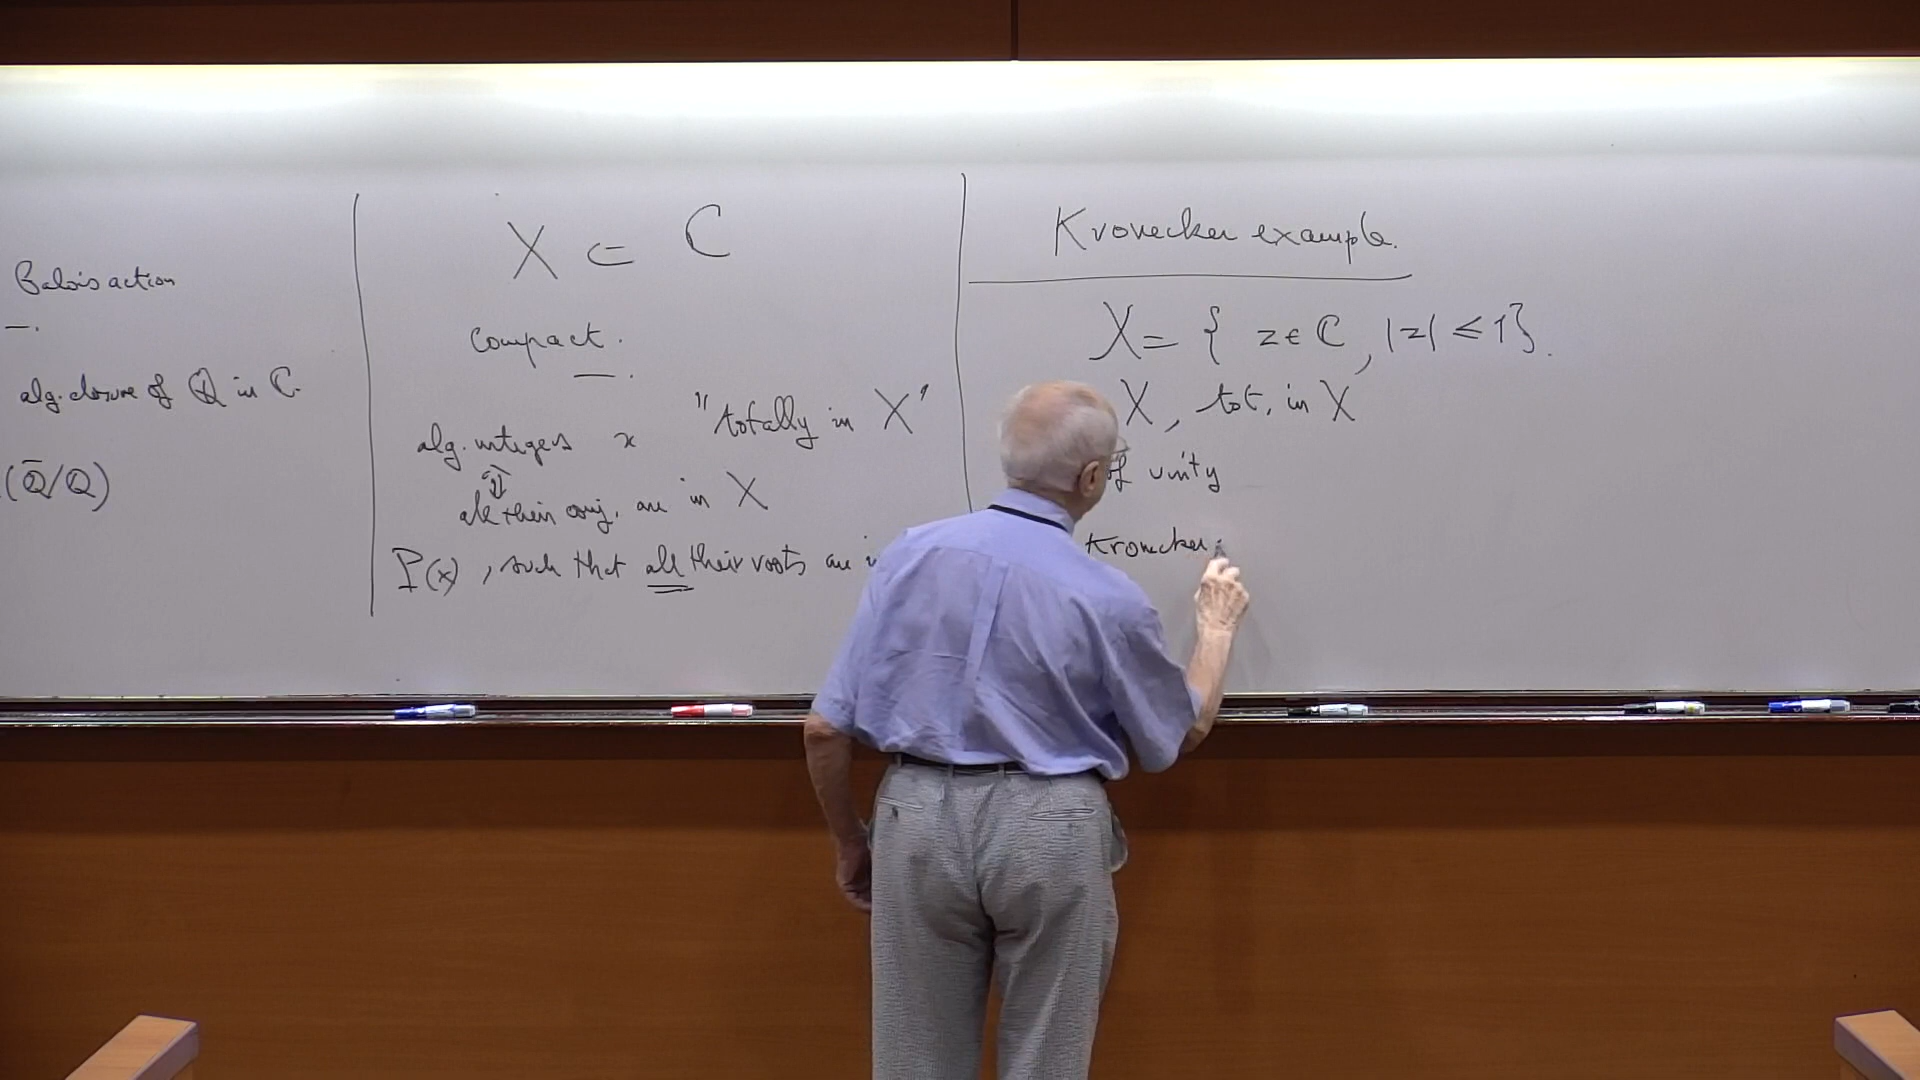 Galois action
—.
alg. closure of ℚ in ℂ.
(ℚ̄/ℚ)
X ⊂ ℂ
compact.
alg. integers x "totally in X"
⇕
all their conj. are in X
P(x), such that all their roots are
Kronecker example.
X = { z ∈ ℂ, |z| ≤ 1}.
X, tot. in X
of unity
Kronecker